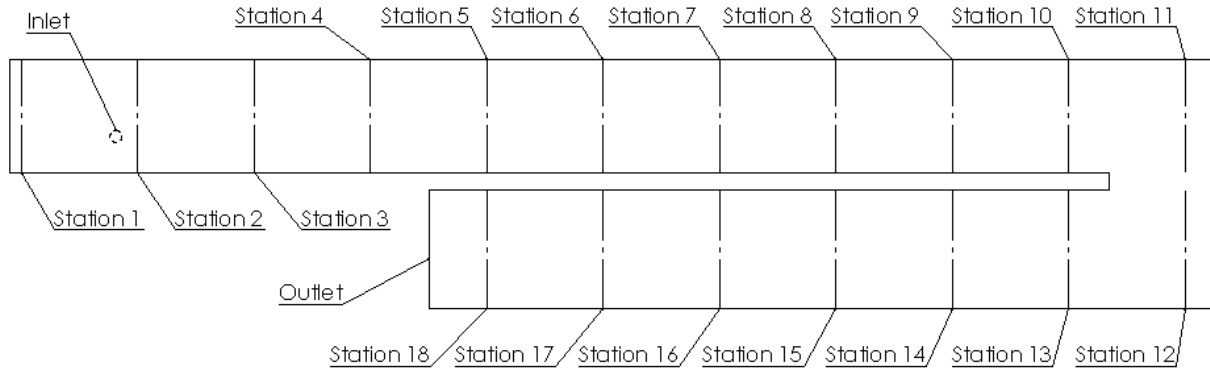 Inlet
Station 4
Station 5
Station 6
Station 7
Station 8
Station 9
Station 10
Station 11
Station 1
Station 2
Station 3
Outlet
Station 18
Station 17
Station 16
Station 15
Station 14
Station 13
Station 12